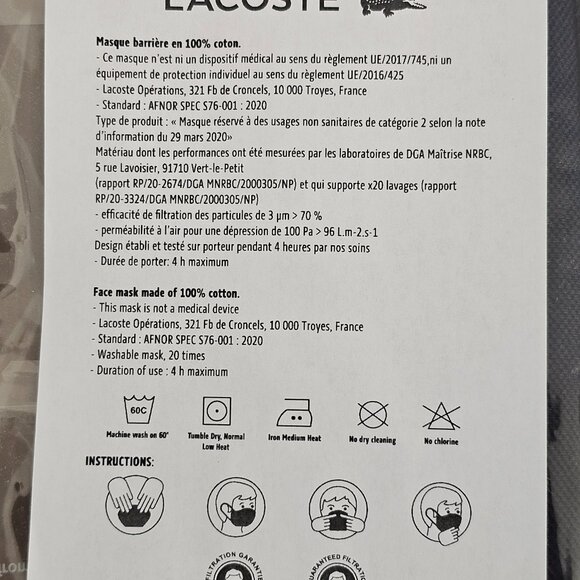 LACOSTE
Masque barrière en 100% coton.
- Ce masque n'est ni un dispositif médical au sens du règlement UE/2017/745,ni un
équipement de protection individuel au sens du règlement UE/2016/425
- Lacoste Opérations, 321 Fb de Croncels, 10 000 Troyes, France
- Standard : AFNOR SPEC S76-001 : 2020
Type de produit : « Masque réservé à des usages non sanitaires de catégorie 2 selon la note
d'information du 29 mars 2020»
Matériau dont les performances ont été mesurées par les laboratoires de DGA Maîtrise NRBC,
5 rue Lavoisier, 91710 Vert-le-Petit
(rapport RP/20-2674/DGA MNRBC/2000305/NP) et qui supporte x20 lavages (rapport
RP/20-3324/DGA MNRBC/2000305/NP)
- efficacité de filtration des particules de 3 µm > 70 %
- perméabilité à l'air pour une dépression de 100 Pa > 96 L.m-2.s-1
Design établi et testé sur porteur pendant 4 heures par nos soins
- Durée de porter: 4 h maximum
Face mask made of 100% cotton.
- This mask is not a medical device
- Lacoste Opérations, 321 Fb de Croncels, 10 000 Troyes, France
- Standard : AFNOR SPEC S76-001 : 2020
- Washable mask, 20 times
- Duration of use : 4 h maximum
60C
Machine wash on 60°
Tumble Dry, Normal
Low Heat
Iron Medium Heat
No dry cleaning
No chlorine
INSTRUCTIONS:
FILTRATION GARANTIE
GUARANTEED FILTRATION